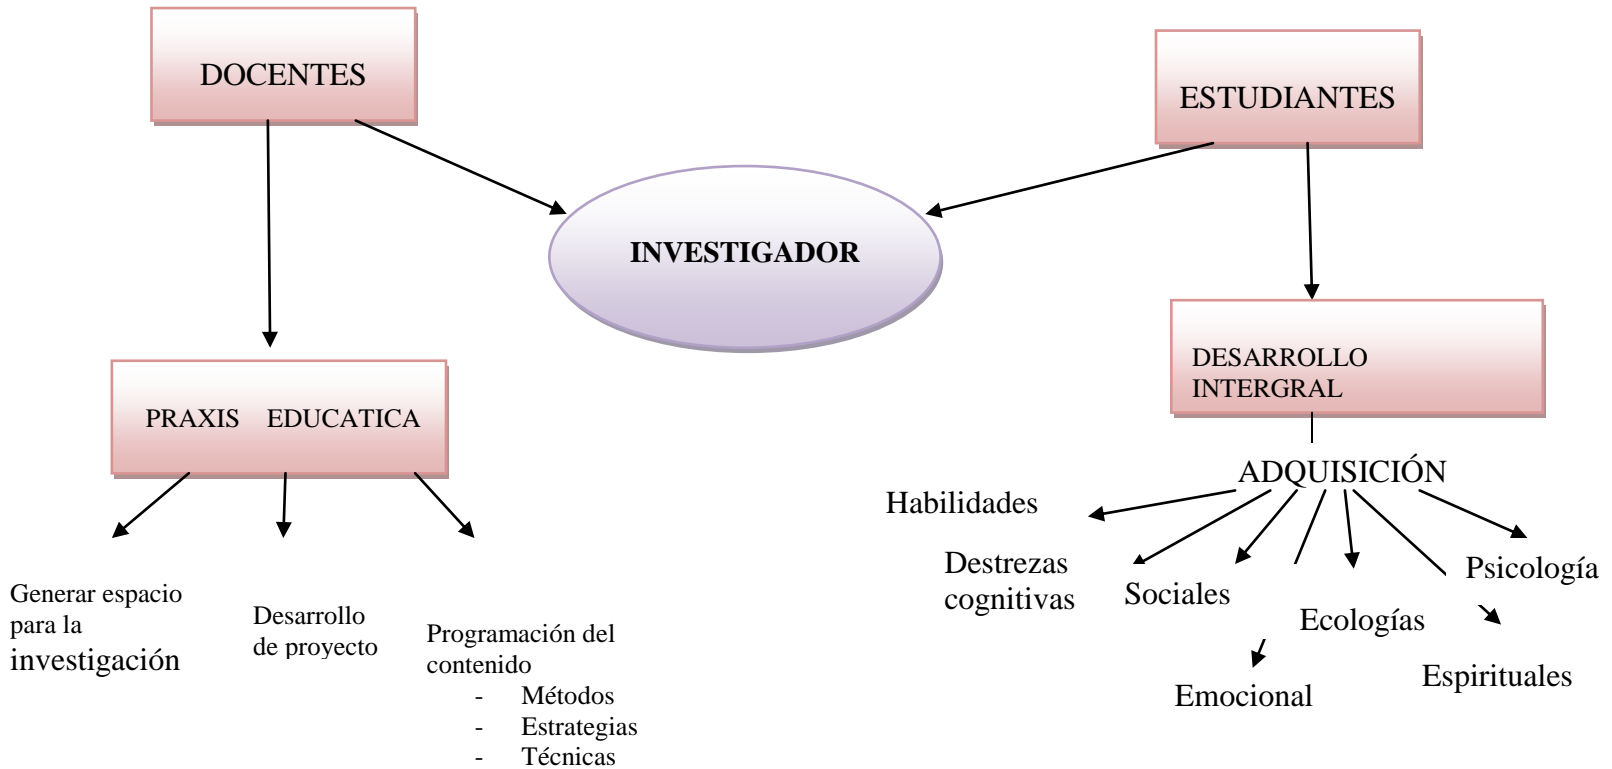 DOCENTES
ESTUDIANTES
INVESTIGADOR
PRAXIS EDUCATICA
DESARROLLO
INTERGRAL
ADQUISICIÓN
Generar espacio
para la
investigación
Desarrollo
de proyecto
Programación del
contenido
- Métodos
- Estrategias
- Técnicas
Habilidades
Destrezas
cognitivas
Sociales
Emocional
Ecologías
Espirituales
Psicología